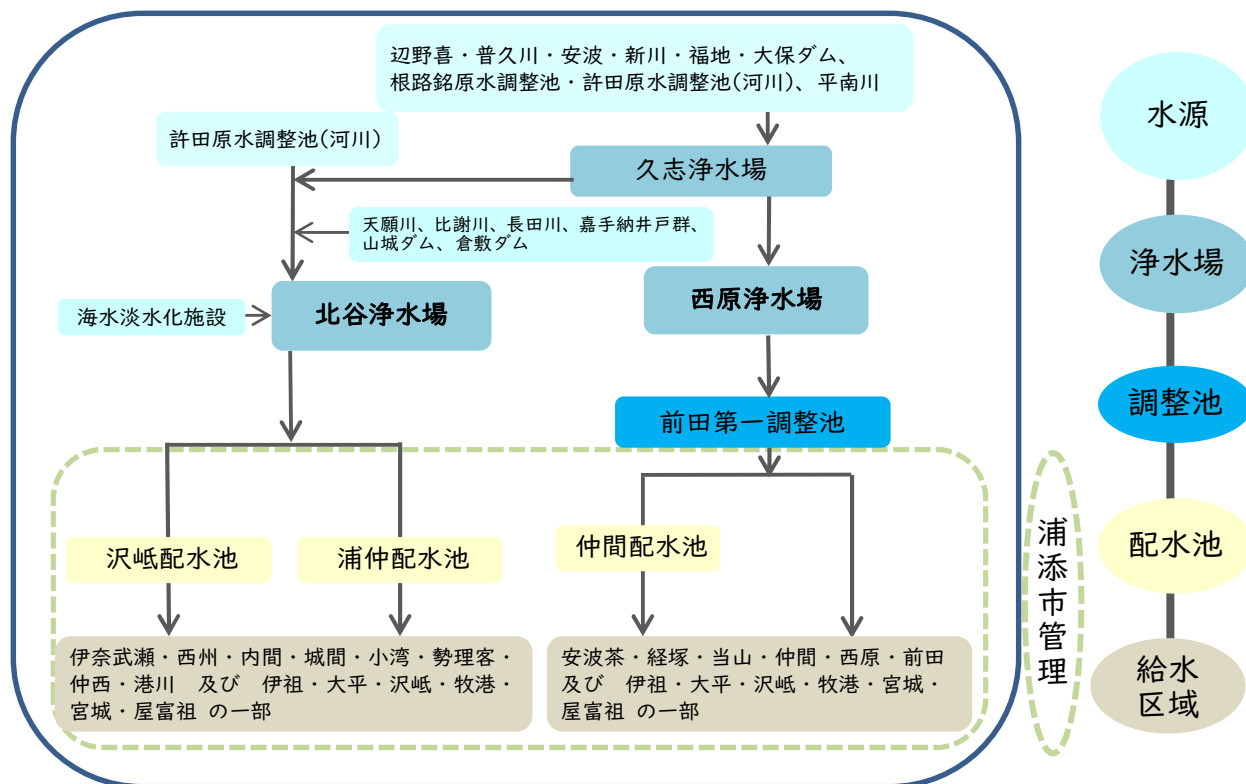 辺野喜・普久川・安波・新川・福地・大保ダム、
根路銘原水調整池・許田原水調整池(河川)、平南川
許田原水調整池(河川)
久志浄水場
天願川、比謝川、長田川、嘉手納井戸群、
山城ダム、倉敷ダム
海水淡水化施設
北谷浄水場
西原浄水場
前田第一調整池
沢岻配水池
浦仲配水池
仲間配水池
伊奈武瀬・西州・内間・城間・小湾・勢理客・
仲西・港川 及び 伊祖・大平・沢岻・牧港・
宮城・屋富祖 の一部
安波茶・経塚・当山・仲間・西原・前田
及び 伊祖・大平・沢岻・牧港・宮城・
屋富祖 の一部
浦添市管理
水源
浄水場
調整池
配水池
給水
区域